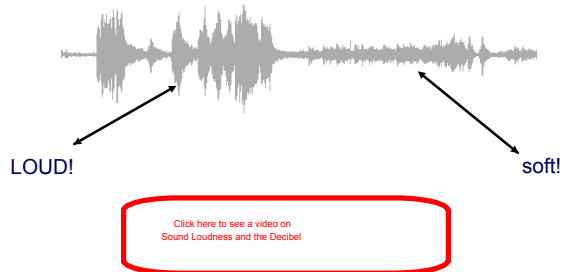 LOUD!
soft!
Click here to see a video on
Sound Loudness and the Decibel